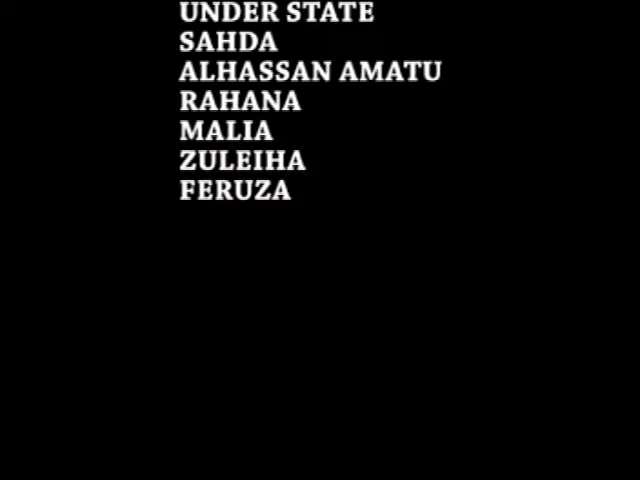 UNDER STATE
SAHDA
ALHASSAN AMATU
RAHANA
MALIA
ZULEIHA
FERUZA